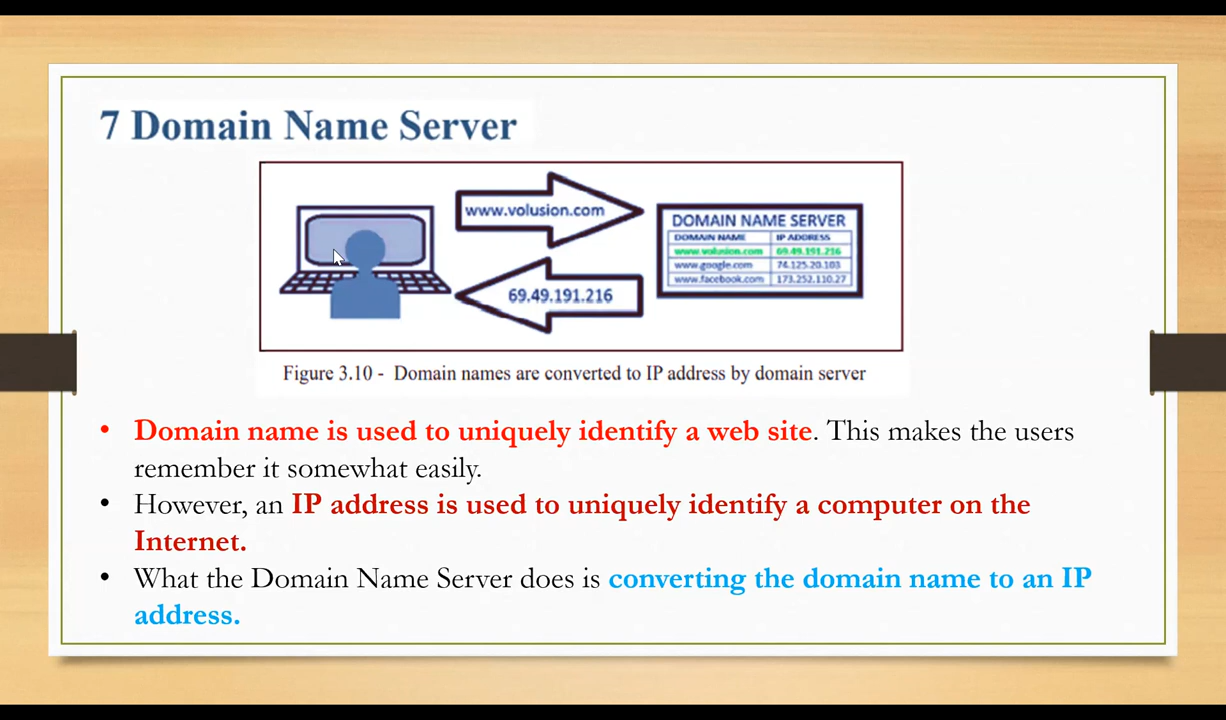 7 Domain Name Server
www.volusion.com
69.49.191.216
DOMAIN NAME SERVER
DOMAIN NAME IP ADDRESS
www.volusion.com 69.49.191.216
www.google.com 74.125.20.103
www.facebook.com 173.252.110.27
Figure 3.10 - Domain names are converted to IP address by domain server
• Domain name is used to uniquely identify a web site. This makes the users
remember it somewhat easily.
• However, an IP address is used to uniquely identify a computer on the
Internet.
• What the Domain Name Server does is converting the domain name to an IP
address.